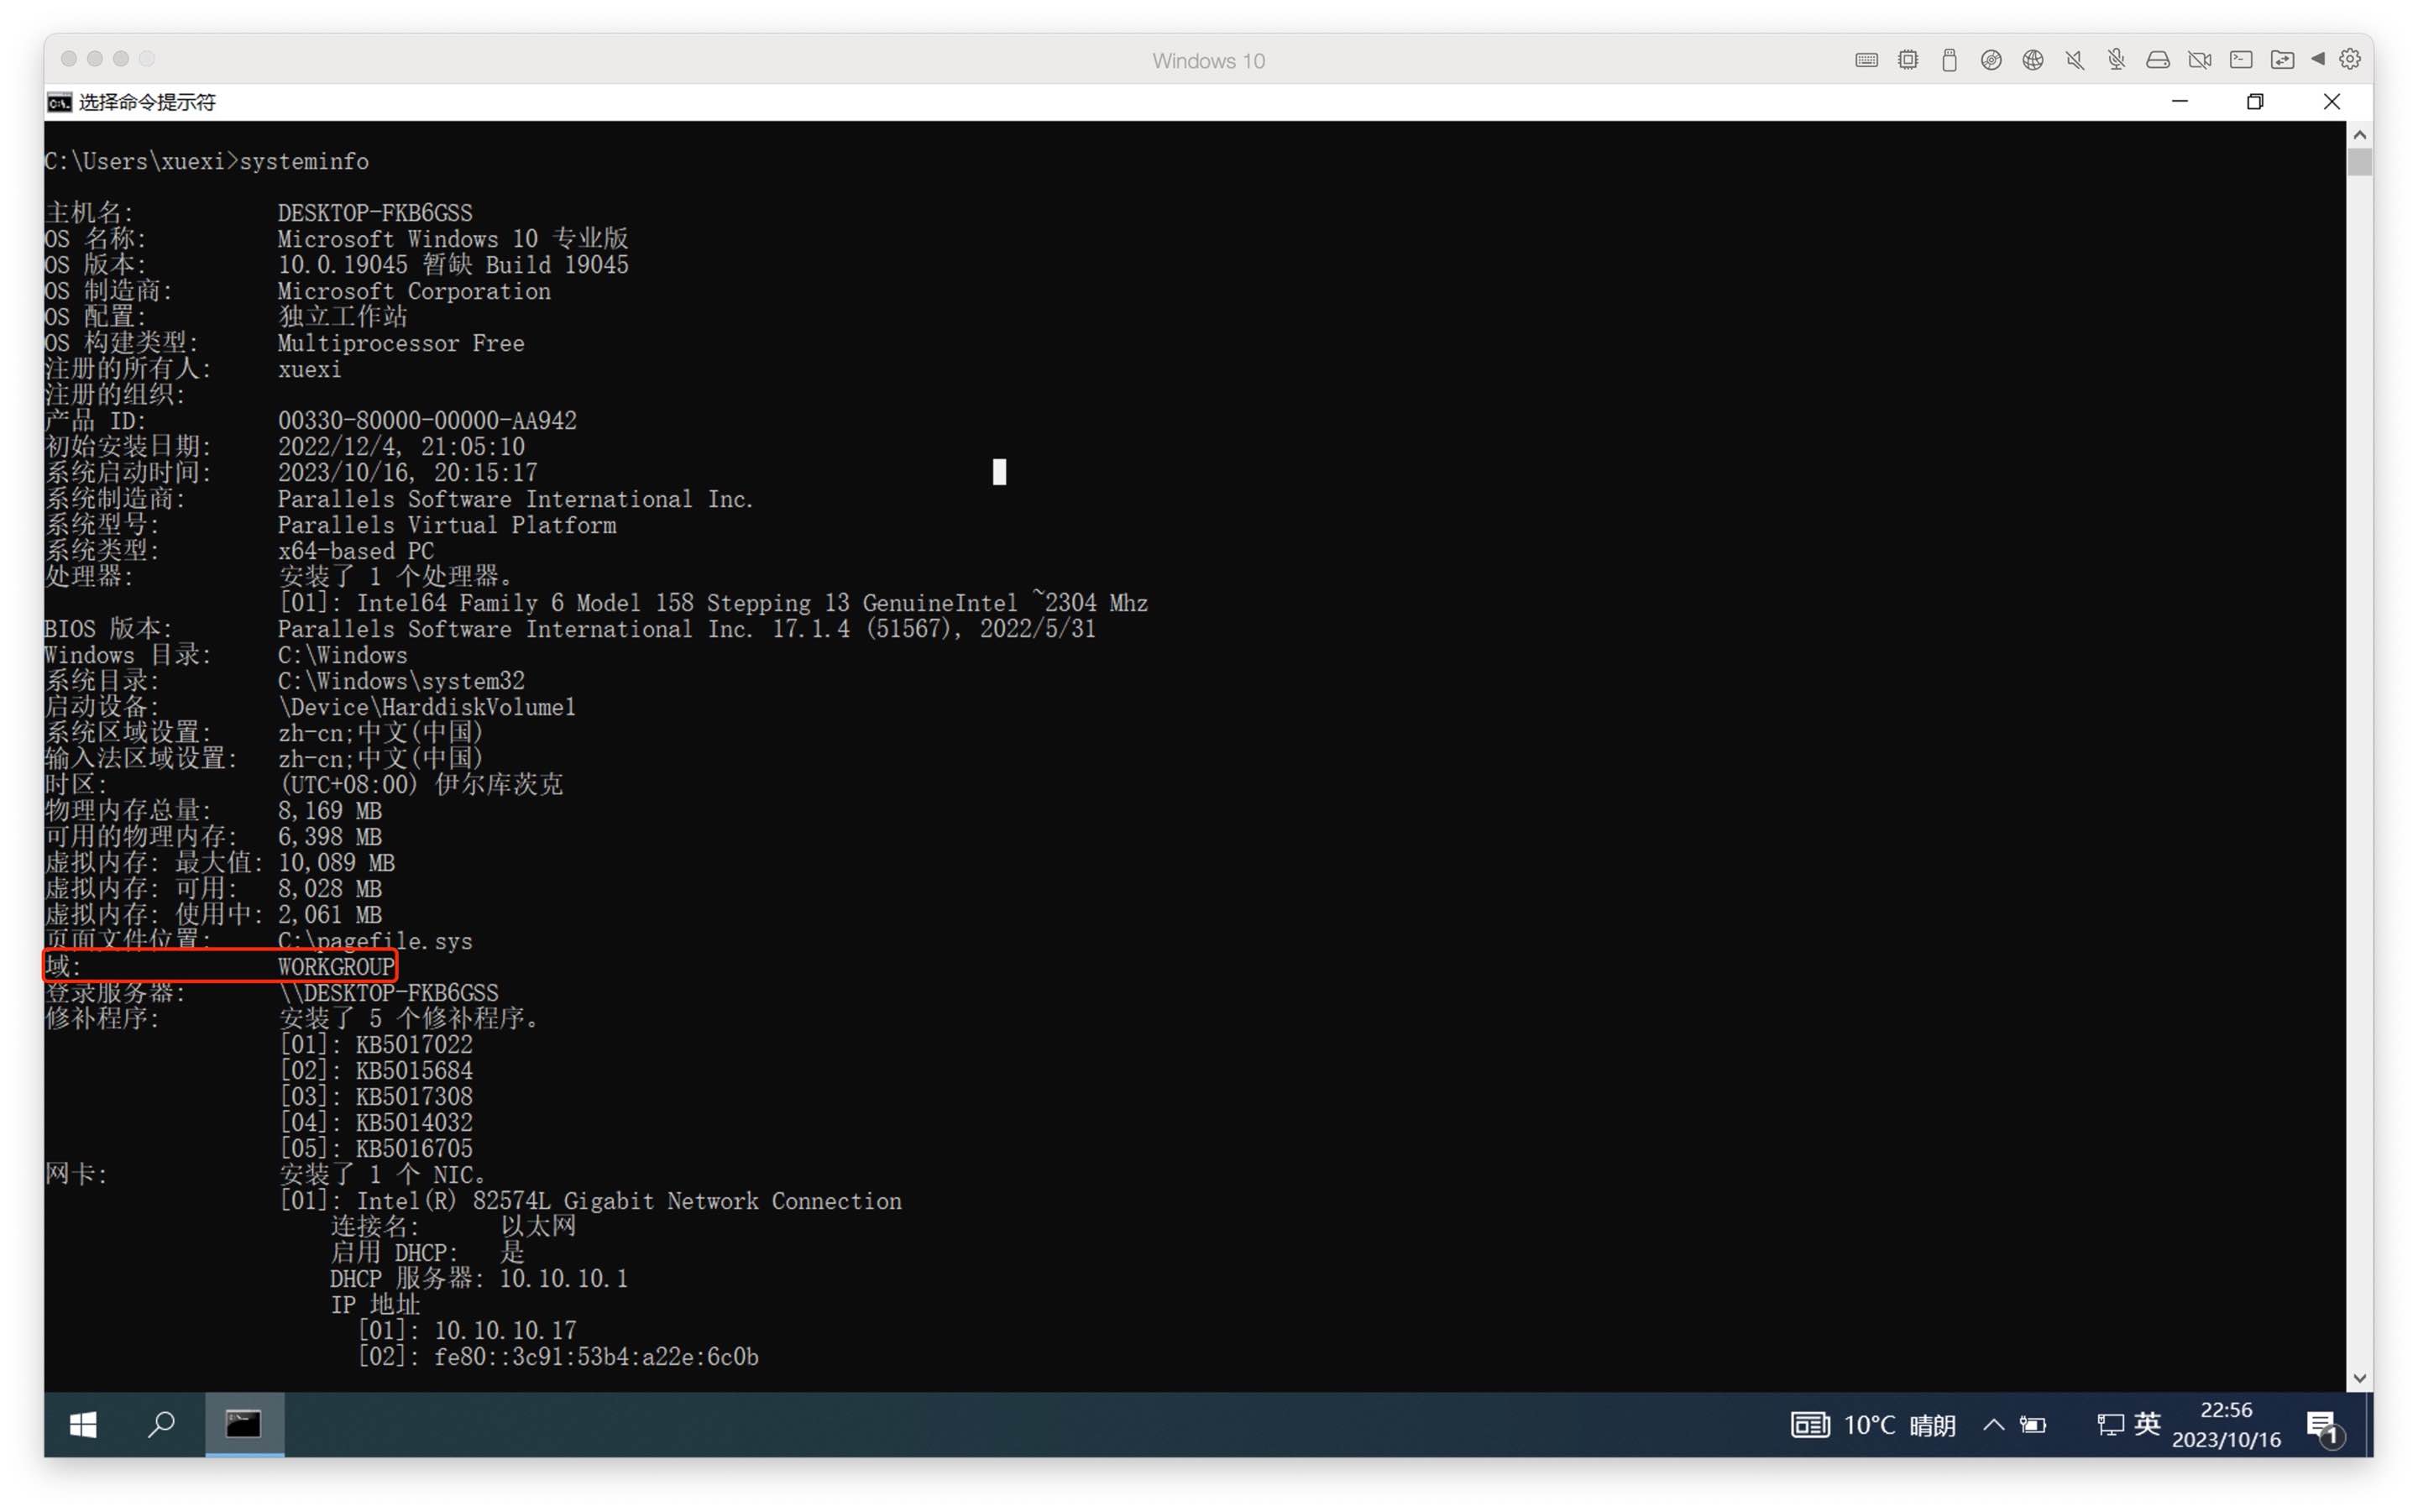 Windows 10
选择命令提示符
C:\Users\xuexi>systeminfo
主机名: DESKTOP-FKB6GSS
OS 名称: Microsoft Windows 10 专业版
OS 版本: 10.0.19045 暂缺 Build 19045
OS 制造商: Microsoft Corporation
OS 配置: 独立工作站
OS 构建类型: Multiprocessor Free
注册的所有人: xuexi
注册的组织:
产品 ID: 00330-80000-00000-AA942
初始安装日期: 2022/12/4, 21:05:10
系统启动时间: 2023/10/16, 20:15:17
系统制造商: Parallels Software International Inc.
系统型号: Parallels Virtual Platform
系统类型: x64-based PC
处理器: 安装了 1 个处理器。
[01]: Intel64 Family 6 Model 158 Stepping 13 GenuineIntel ~2304 Mhz
BIOS 版本: Parallels Software International Inc. 17.1.4 (51567), 2022/5/31
Windows 目录: C:\Windows
系统目录: C:\Windows\system32
启动设备: \Device\HarddiskVolume1
系统区域设置: zh-cn;中文(中国)
输入法区域设置: zh-cn;中文(中国)
时区: (UTC+08:00) 伊尔库茨克
物理内存总量: 8,169 MB
可用的物理内存: 6,398 MB
虚拟内存: 最大值: 10,089 MB
虚拟内存: 可用: 8,028 MB
虚拟内存: 使用中: 2,061 MB
页面文件位置: C:\pagefile.sys
域: WORKGROUP
登录服务器: \\DESKTOP-FKB6GSS
修补程序: 安装了 5 个修补程序。
[01]: KB5017022
[02]: KB5015684
[03]: KB5017308
[04]: KB5014032
[05]: KB5016705
网卡: 安装了 1 个 NIC。
[01]: Intel(R) 82574L Gigabit Network Connection
连接名: 以太网
启用 DHCP: 是
DHCP 服务器: 10.10.10.1
IP 地址
[01]: 10.10.10.17
[02]: fe80::3c91:53b4:a22e:6c0b
10°C 晴朗
英
22:56
2023/10/16
1